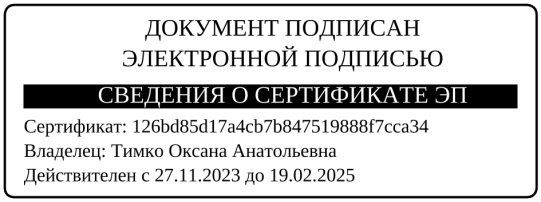 ДОКУМЕНТ ПОДПИСАН
ЭЛЕКТРОННОЙ ПОДПИСЬЮ
СВЕДЕНИЯ О СЕРТИФИКАТЕ ЭП
Сертификат: 126bd85d17a4cb7b847519888f7cca34
Владелец: Тимко Оксана Анатольевна
Действителен с 27.11.2023 до 19.02.2025